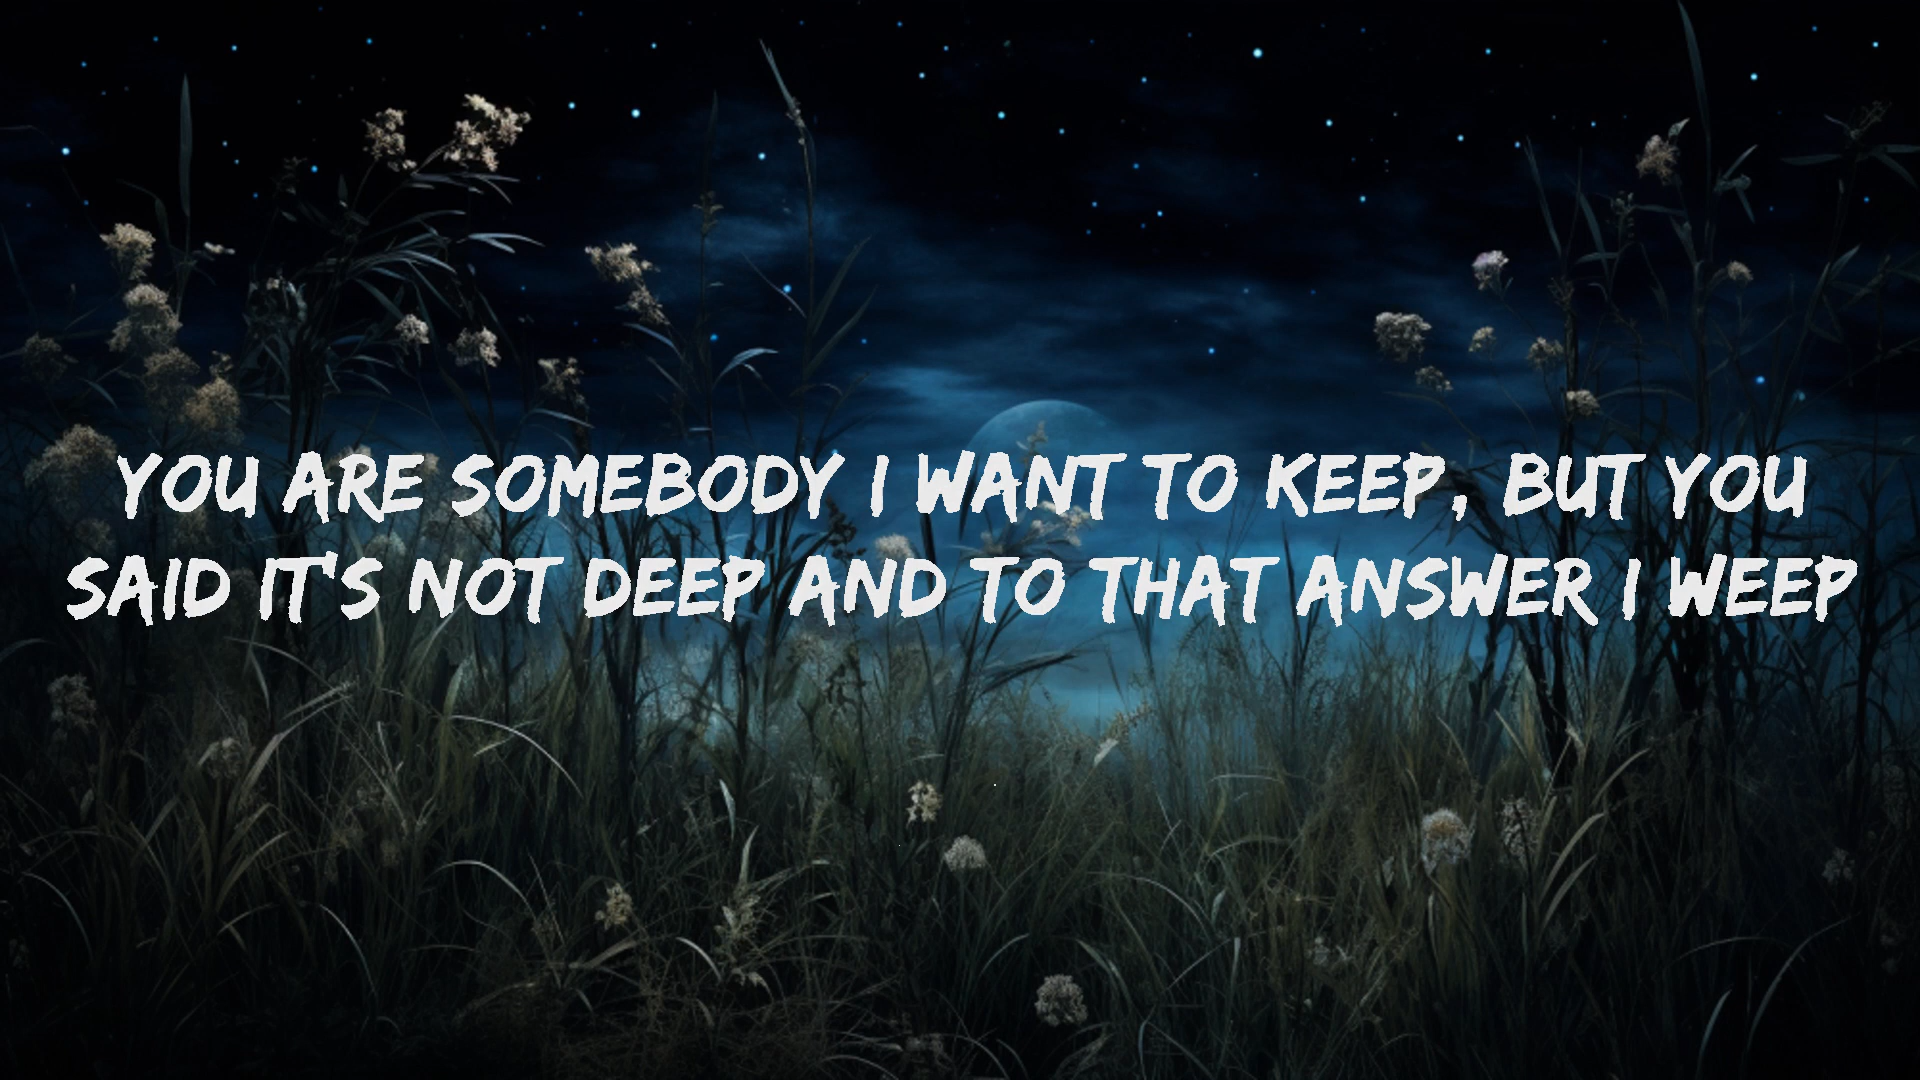 YOU ARE SOMEBODY I WANT TO KEEP, BUT YOU
SAID IT'S NOT DEEP AND TO THAT ANSWER I WEEP